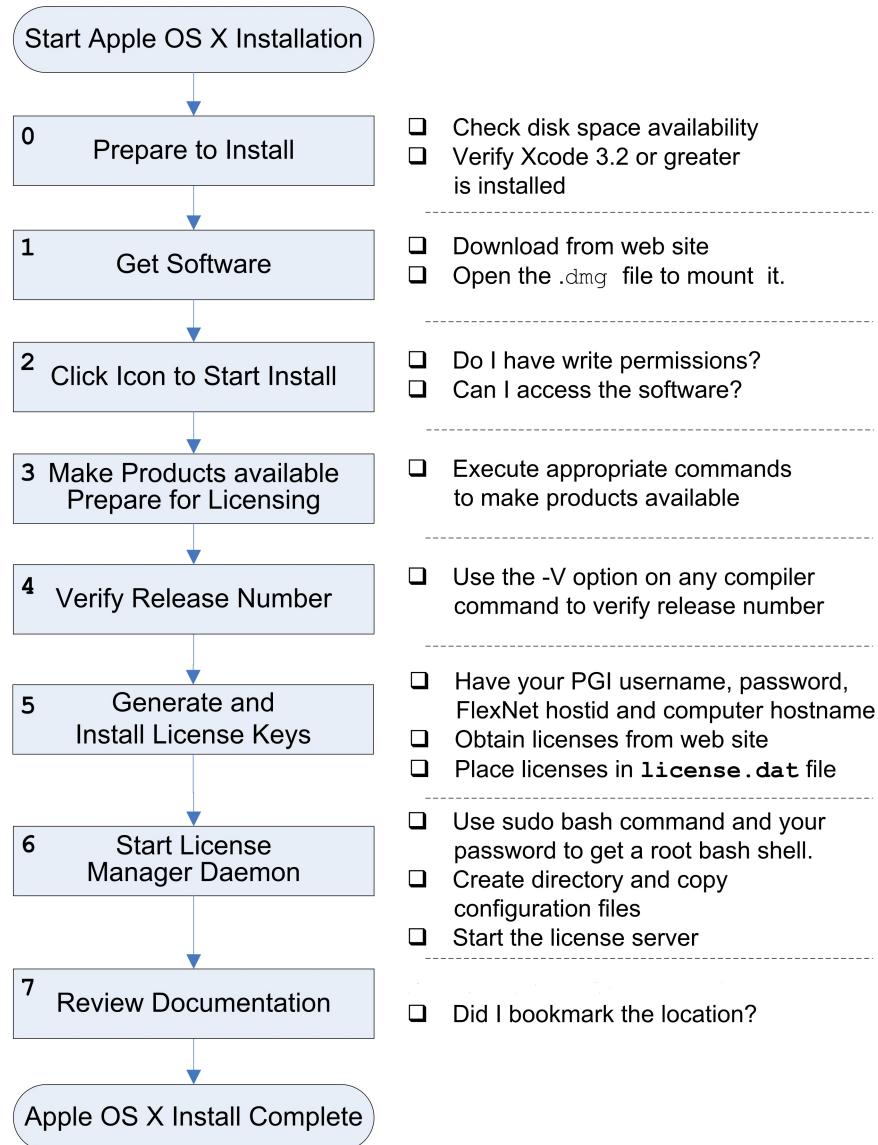 Start Apple OS X Installation
0
Prepare to Install
❑ Check disk space availability
❑ Verify Xcode 3.2 or greater
is installed
1
Get Software
❑ Download from web site
❑ Open the .dmg file to mount it.
2
Click Icon to Start Install
❑ Do I have write permissions?
❑ Can I access the software?
3 Make Products available
Prepare for Licensing
❑ Execute appropriate commands
to make products available
4
Verify Release Number
❑ Use the -V option on any compiler
command to verify release number
5
Generate and
Install License Keys
❑ Have your PGI username, password,
FlexNet hostid and computer hostname
❑ Obtain licenses from web site
❑ Place licenses in license.dat file
6
Start License
Manager Daemon
❑ Use sudo bash command and your
password to get a root bash shell.
❑ Create directory and copy
configuration files
❑ Start the license server
7
Review Documentation
❑ Did I bookmark the location?
Apple OS X Install Complete